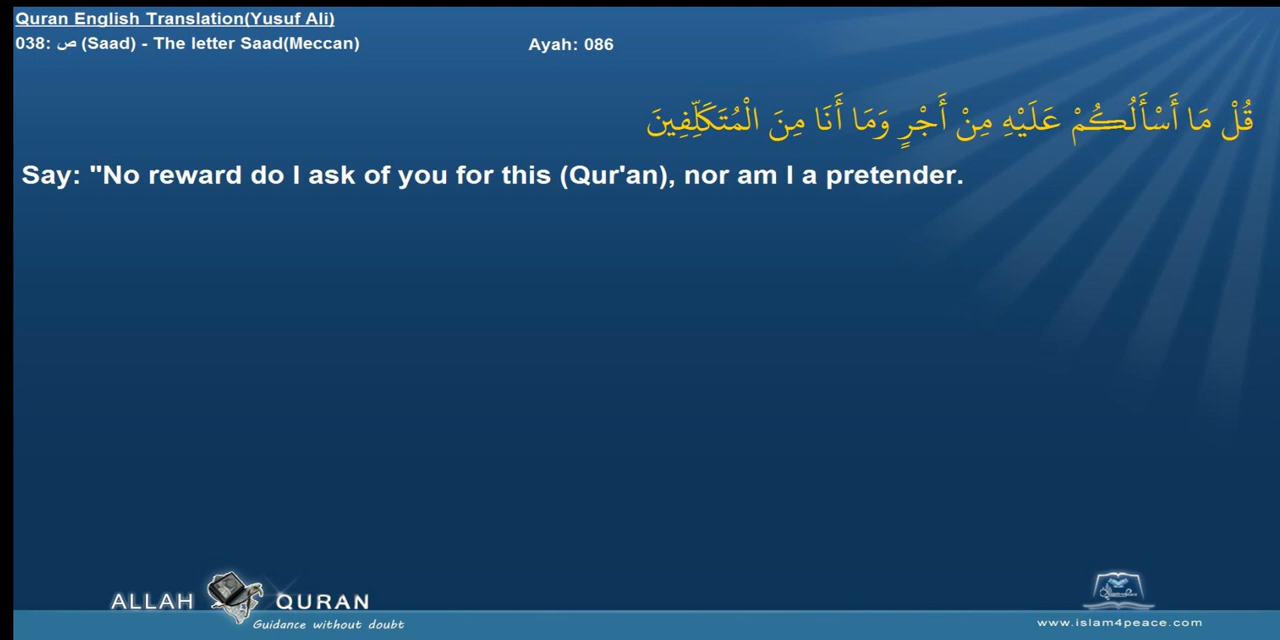 Quran English Translation(Yusuf Ali)
038: ص (Saad) - The letter Saad(Meccan) Ayah: 086
قُلْ مَا أَسْأَلُكُمْ عَلَيْهِ مِنْ أَجْرٍ وَمَا أَنَا مِنَ الْمُتَكَلِّفِينَ
Say: "No reward do I ask of you for this (Qur'an), nor am I a pretender.
ALLAH QURAN
Guidance without doubt
www.islam4peace.com